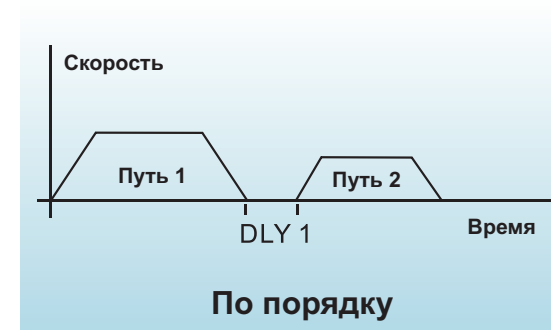 Скорость
Путь 1
Путь 2
DLY 1
Время
По порядку